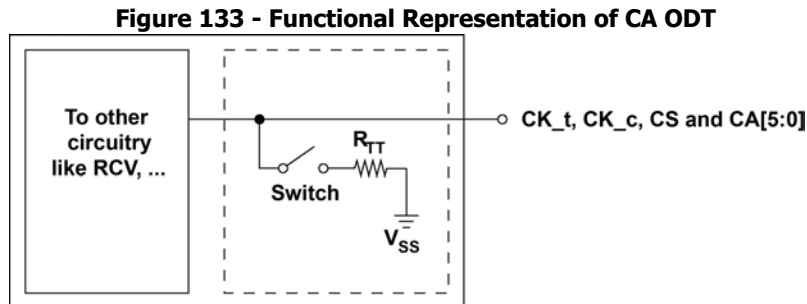 Figure 133 - Functional Representation of CA ODT
To other
circuitry
like RCV, ...
CK_t, CK_c, CS and CA[5:0]
RTT
Switch
VSS